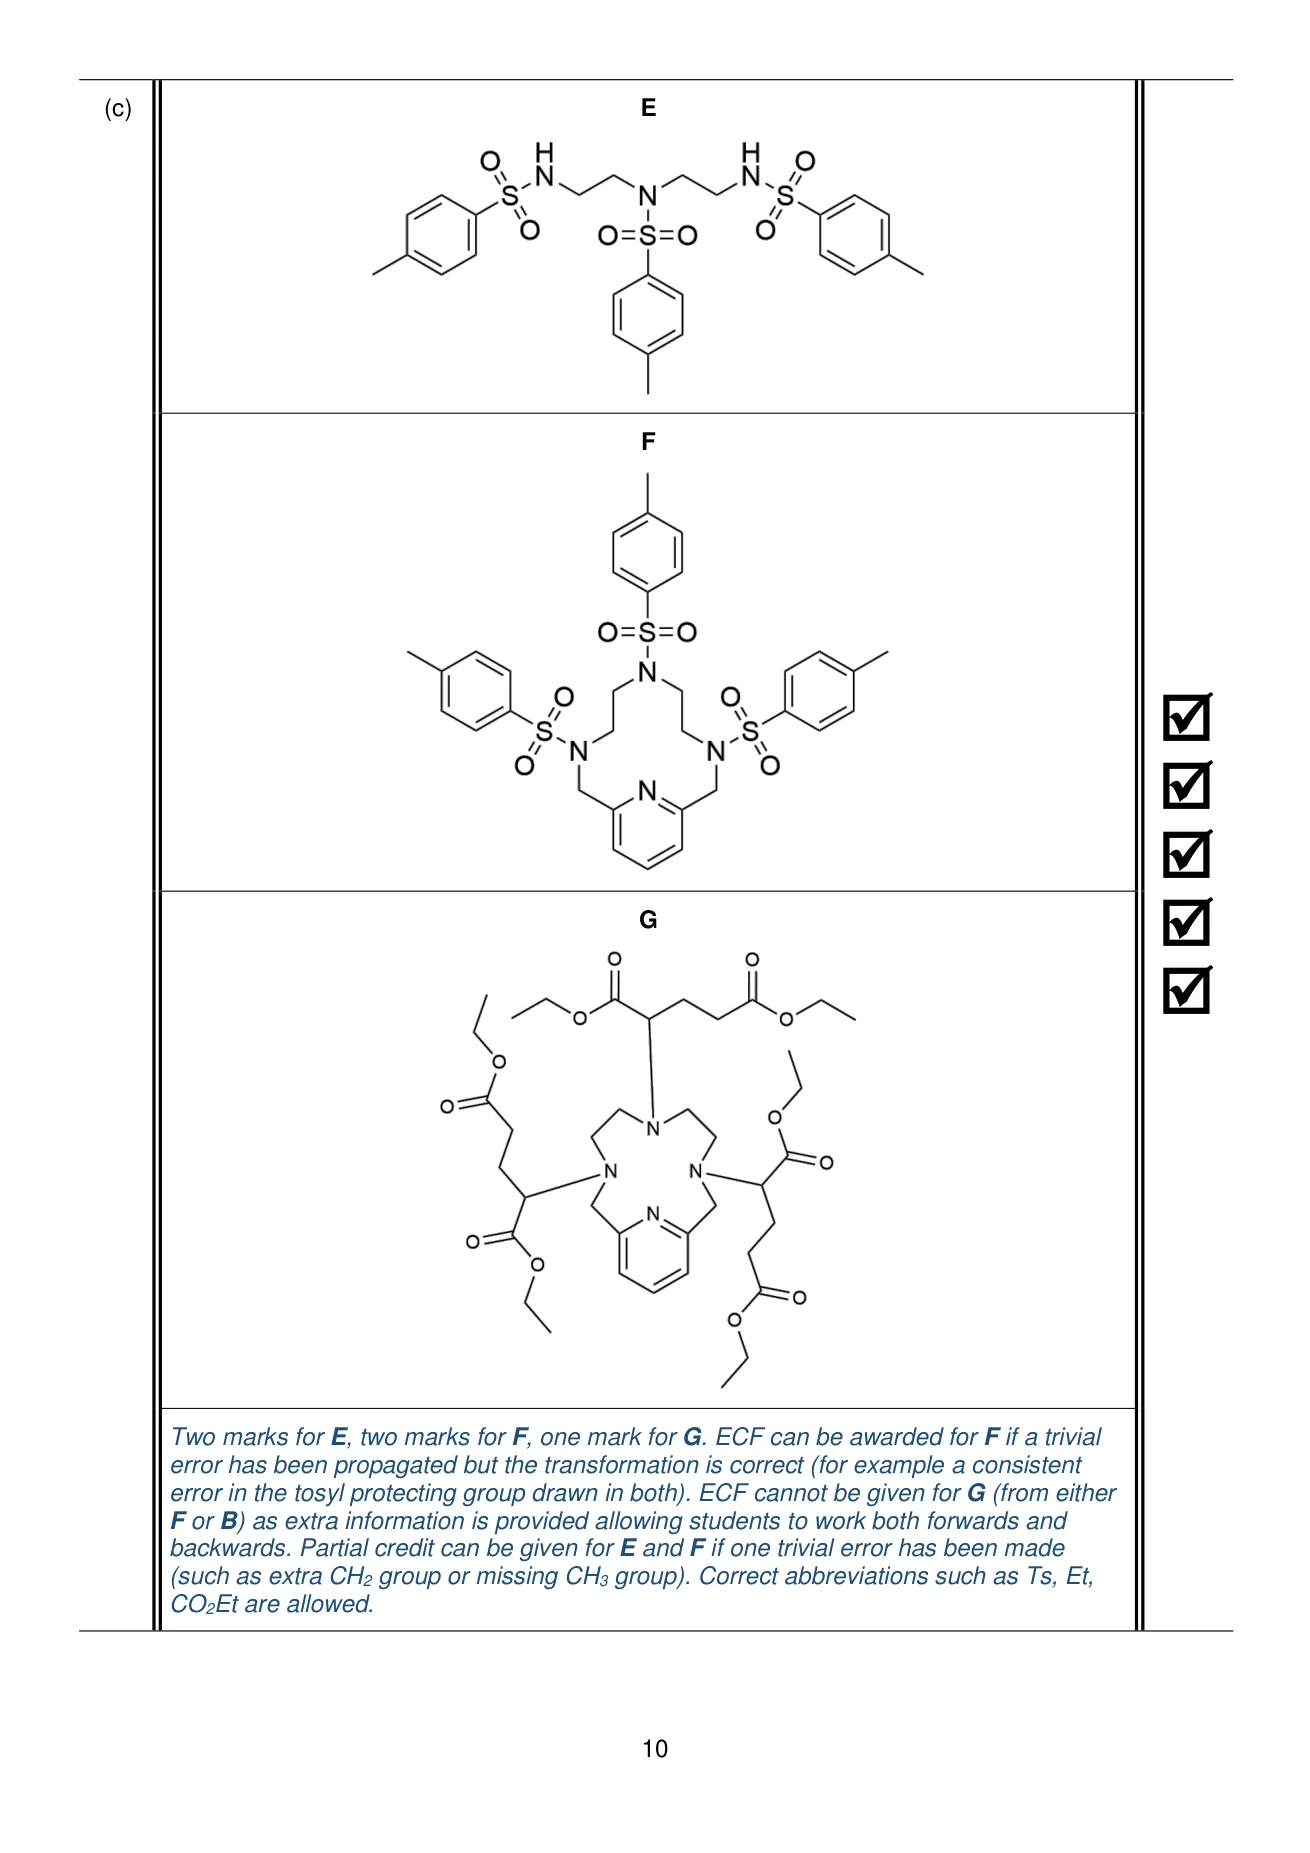 (c)
E
O H H O
S N N N S
O O=S=O O
F
O=S=O
N
O O
S N N S
O N O
G
O O
O O
O
O O
O N O
N N
O N
O O
O
O
Two marks for E, two marks for F, one mark for G. ECF can be awarded for F if a trivial
error has been propagated but the transformation is correct (for example a consistent
error in the tosyl protecting group drawn in both). ECF cannot be given for G (from either
F or B) as extra information is provided allowing students to work both forwards and
backwards. Partial credit can be given for E and F if one trivial error has been made
(such as extra CH2 group or missing CH3 group). Correct abbreviations such as Ts, Et,
CO2Et are allowed.
10